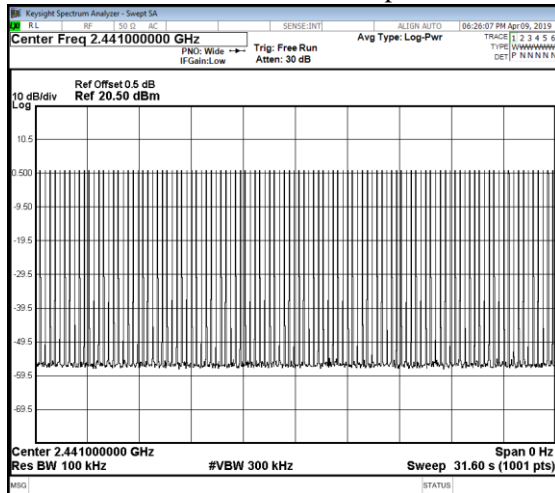 Keysight Spectrum Analyzer - Swept SA
RL RF 50 Ω AC SENSE:INT ALIGN AUTO 06:26:07 PM Apr 09, 2019
Center Freq 2.441000000 GHz Avg Type: Log-Pwr TRACE 1 2 3 4 5 6
PNO: Wide Trig: Free Run TYPE WWWWWW
IFGain:Low Atten: 30 dB DET P NNNNN
Ref Offset 0.5 dB
10 dB/div Ref 20.50 dBm
Log
10.5
0.500
-9.50
-19.5
-29.5
-39.5
-49.5
-59.5
-69.5
Center 2.441000000 GHz Span 0 Hz
Res BW 100 kHz #VBW 300 kHz Sweep 31.60 s (1001 pts)
MSG STATUS